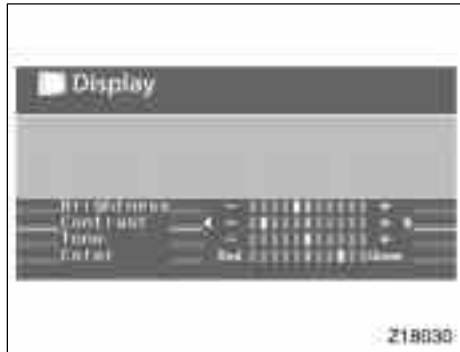 Display
Brightness - +
Contrast - +
Tone - +
Color Red Green
Z18030